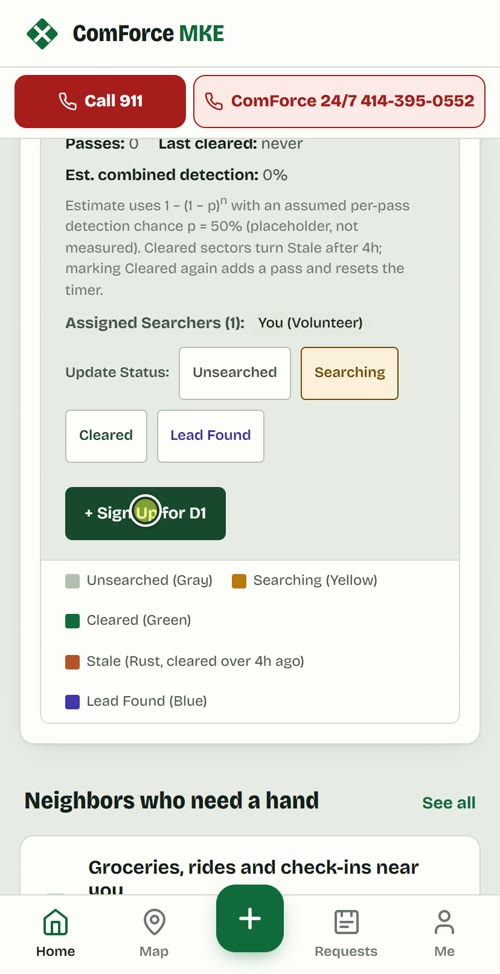 ComForce MKE
Call 911
ComForce 24/7 414-395-0552
Passes: 0 Last cleared: never
Est. combined detection: 0%
Estimate uses 1 − (1 − p)ⁿ with an assumed per-pass
detection chance p = 50% (placeholder, not
measured). Cleared sectors turn Stale after 4h;
marking Cleared again adds a pass and resets the
timer.
Assigned Searchers (1): You (Volunteer)
Update Status: Unsearched Searching
Cleared Lead Found
+ Sign Up for D1
Unsearched (Gray) Searching (Yellow)
Cleared (Green)
Stale (Rust, cleared over 4h ago)
Lead Found (Blue)
Neighbors who need a hand See all
Groceries, rides and check-ins near
you
Home Map + Requests Me